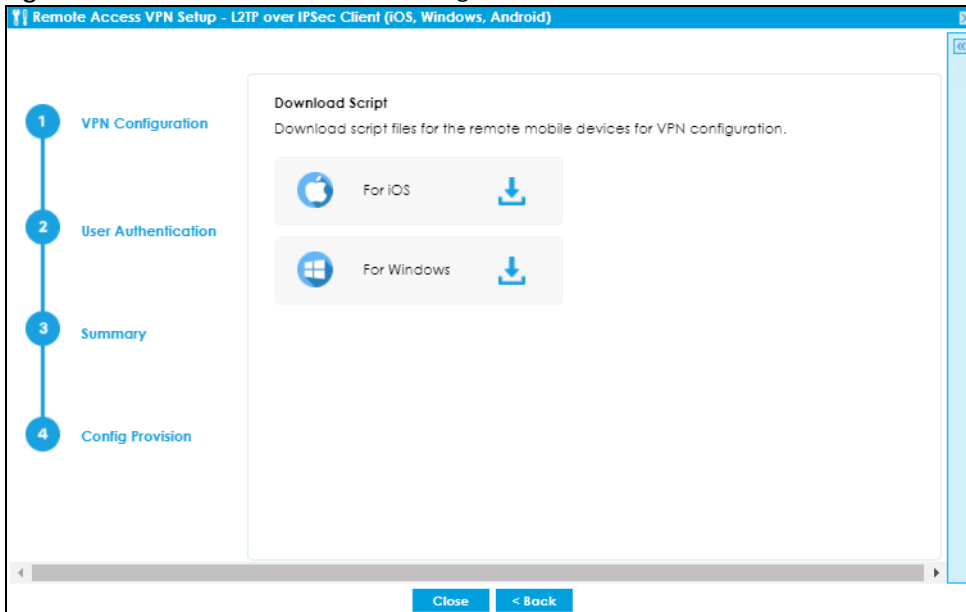 Remote Access VPN Setup - L2TP over IPSec Client (iOS, Windows, Android)
Download Script
Download script files for the remote mobile devices for VPN configuration.
1 VPN Configuration
For iOS
2 User Authentication
For Windows
3 Summary
4 Config Provision
Close < Back